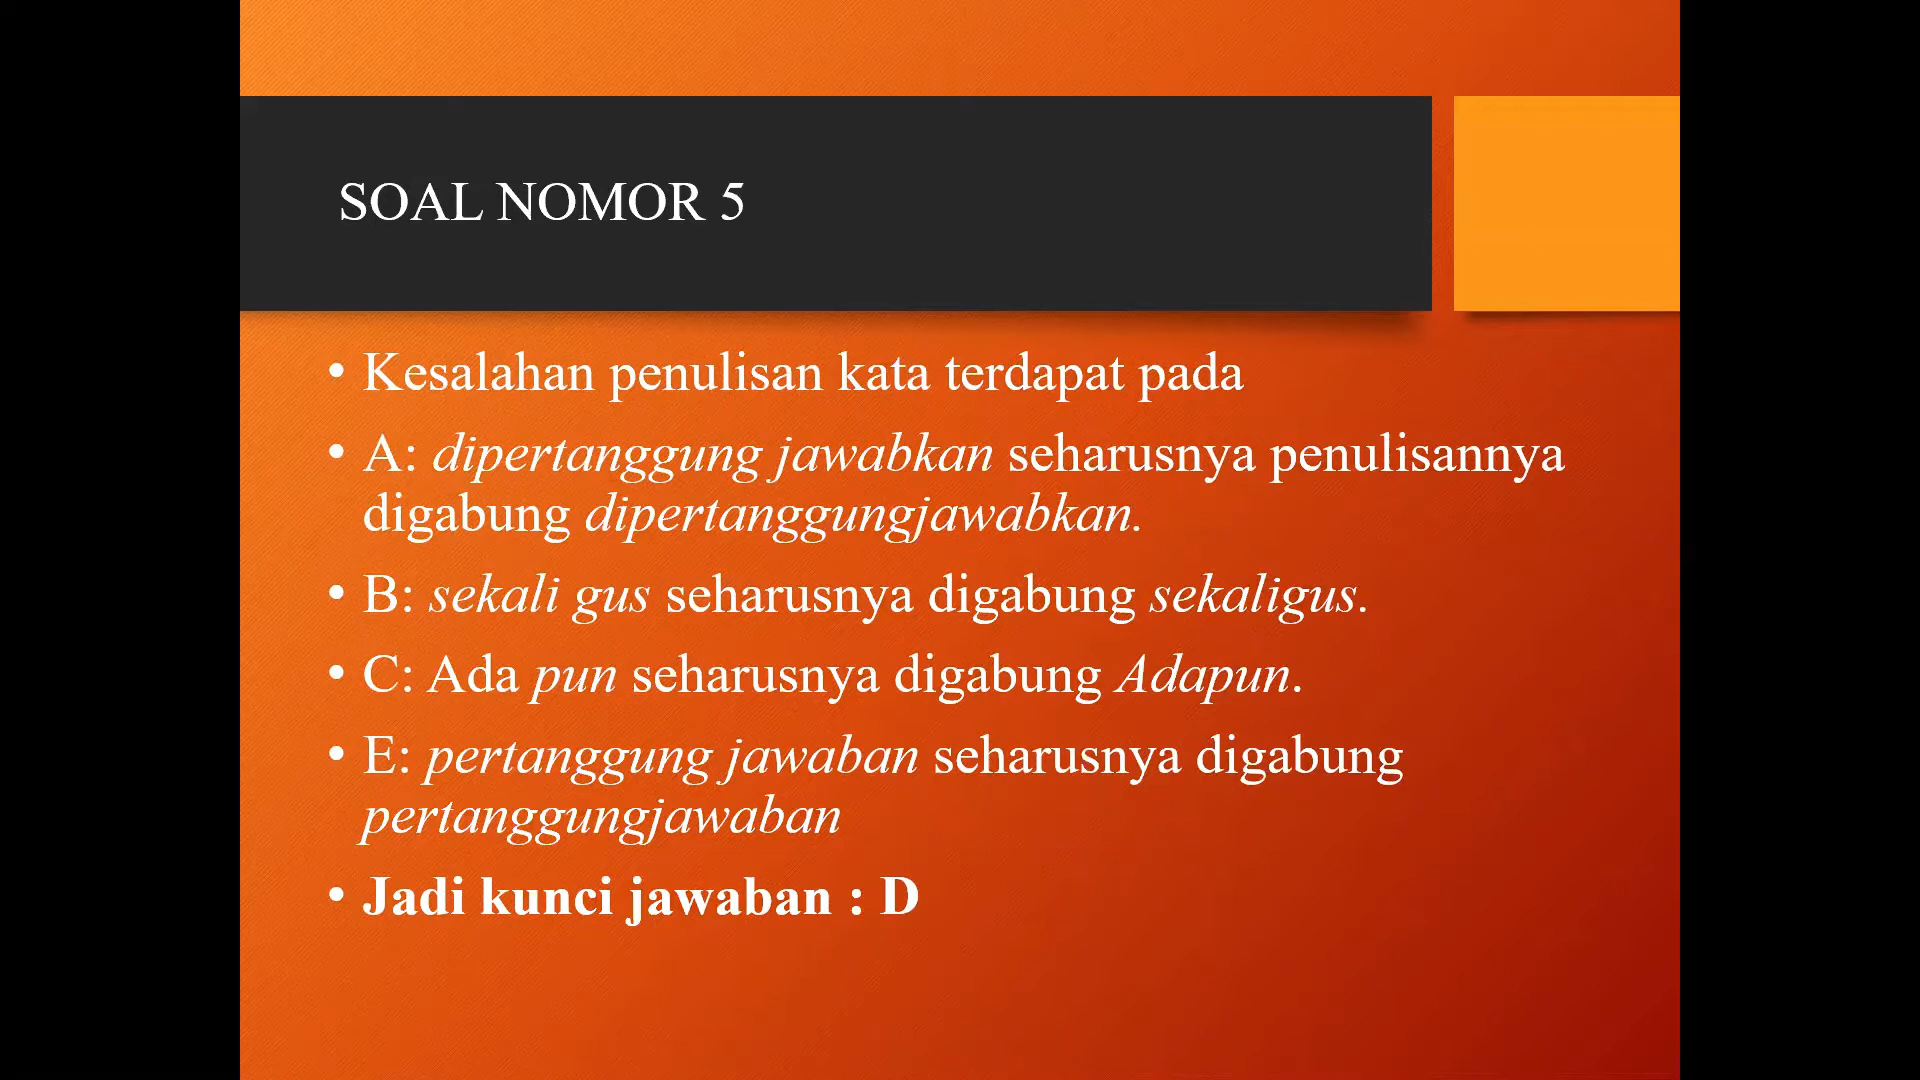 SOAL NOMOR 5
• Kesalahan penulisan kata terdapat pada
• A: dipertanggung jawabkan seharusnya penulisannya
digabung dipertanggungjawabkan.
• B: sekali gus seharusnya digabung sekaligus.
• C: Ada pun seharusnya digabung Adapun.
• E: pertanggung jawaban seharusnya digabung
pertanggungjawaban
• Jadi kunci jawaban : D